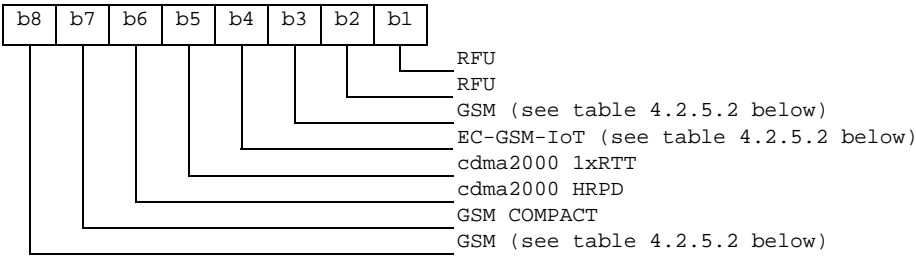 b8 b7 b6 b5 b4 b3 b2 b1
RFU
RFU
GSM (see table 4.2.5.2 below)
EC-GSM-IoT (see table 4.2.5.2 below)
cdma2000 1xRTT
cdma2000 HRPD
GSM COMPACT
GSM (see table 4.2.5.2 below)